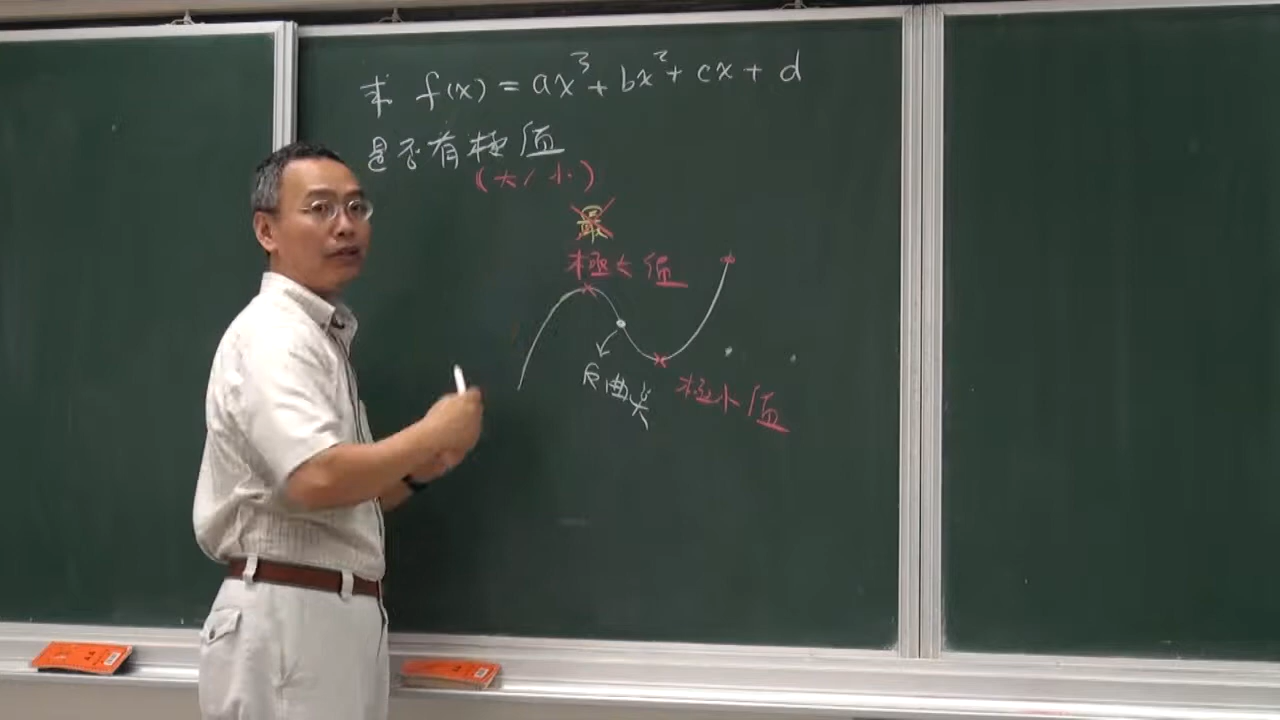 求 f(x) = ax³ + bx² + cx + d
是否有極值
(大/小)
最
極大值
反曲点
極小值